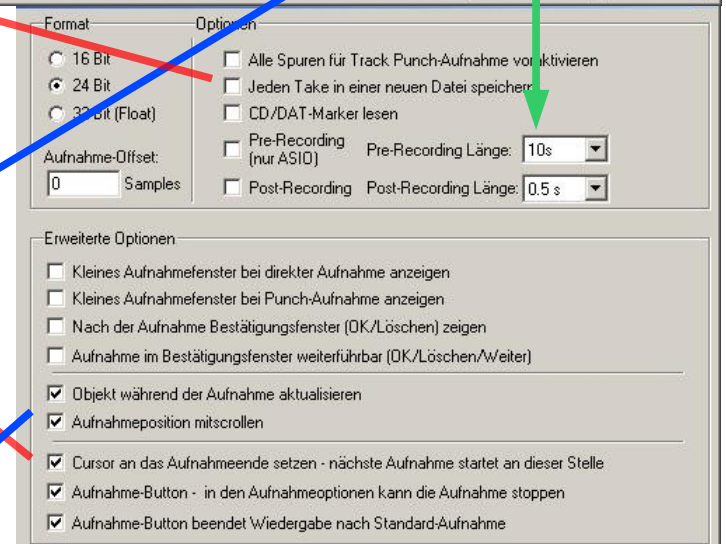 Format
16 Bit
24 Bit
32 Bit (Float)
Aufnahme-Offset:
0 Samples
Optionen
Alle Spuren für Track Punch-Aufnahme voraktivieren
Jeden Take in einer neuen Datei speichern
CD/DAT-Marker lesen
Pre-Recording
(nur ASIO)
Pre-Recording Länge: 10s
Post-Recording Post-Recording Länge: 0.5 s
Erweiterte Optionen
Kleines Aufnahmefenster bei direkter Aufnahme anzeigen
Kleines Aufnahmefenster bei Punch-Aufnahme anzeigen
Nach der Aufnahme Bestätigungsfenster (OK/Löschen) zeigen
Aufnahme im Bestätigungsfenster weiterführbar (OK/Löschen/Weiter)
Objekt während der Aufnahme aktualisieren
Aufnahmeposition mitscrollen
Cursor an das Aufnahmeende setzen - nächste Aufnahme startet an dieser Stelle
Aufnahme-Button - in den Aufnahmeoptionen kann die Aufnahme stoppen
Aufnahme-Button beendet Wiedergabe nach Standard-Aufnahme